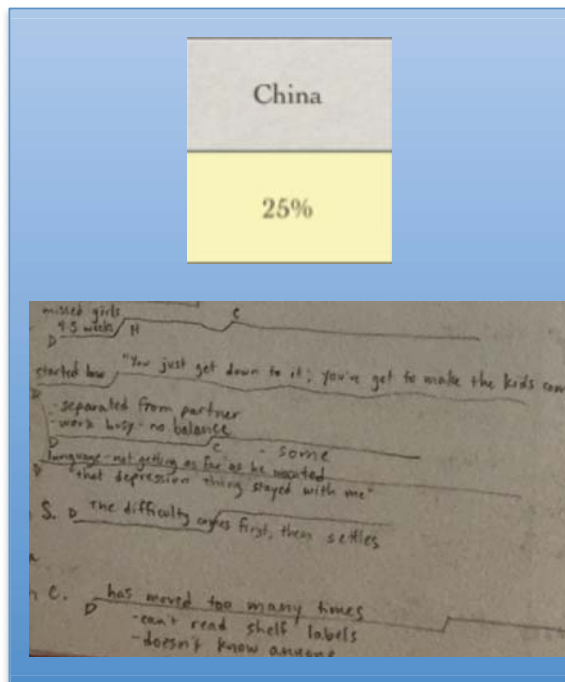 China
25%
missed girls C
4.5 weeks H
D
started low "You just get down to it; you've got to make the kids com
D
- separated from partner
- work busy - no balance
D C - some
language - not getting as far as he wanted
D "that depression thing stayed with me"
S. D The difficulty comes first, then settles
C. has moved too many times
D - can't read shelf labels
- doesn't know anyone